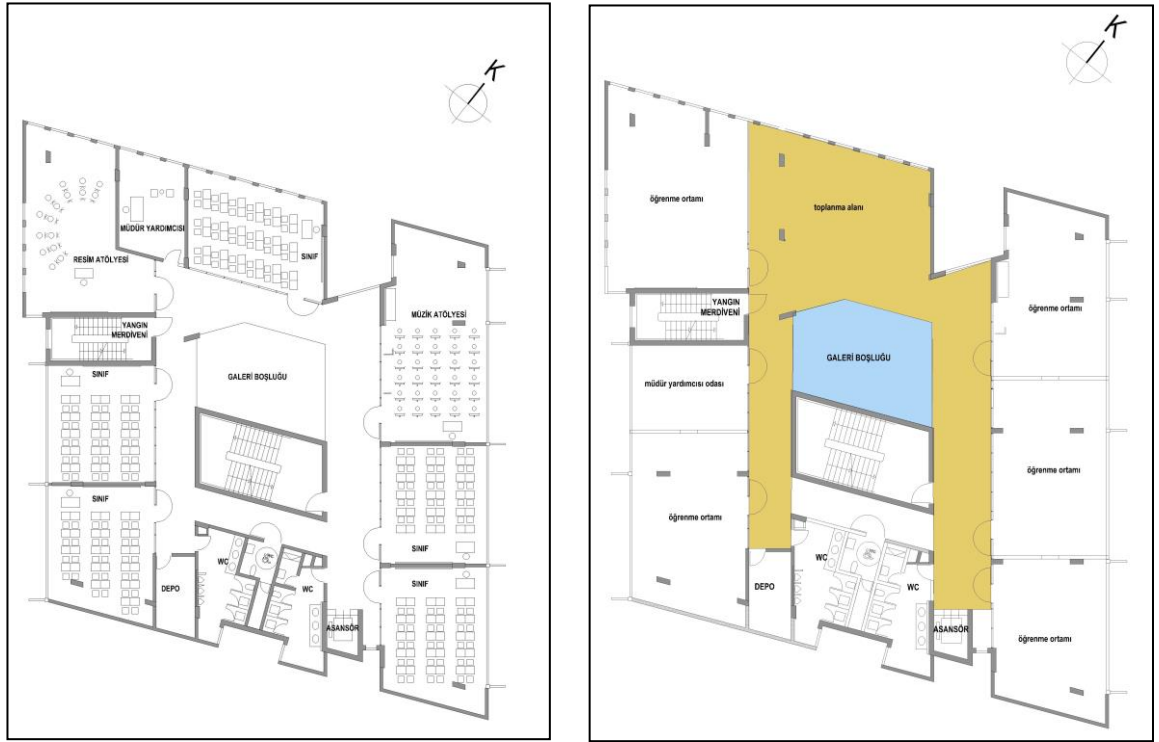 K
MÜDÜR YARDIMCISI
SINIF
RESİM ATÖLYESİ
YANGIN
MERDİVENİ
MÜZİK ATÖLYESİ
SINIF
GALERİ BOŞLUĞU
SINIF
SINIF
SINIF
WC
DEPO
WC
ASANSÖR
K
öğrenme ortamı
toplanma alanı
YANGIN
MERDİVENİ
öğrenme ortamı
GALERİ BOŞLUĞU
müdür yardımcısı odası
öğrenme ortamı
öğrenme ortamı
WC
DEPO
WC
ASANSÖR
öğrenme ortamı